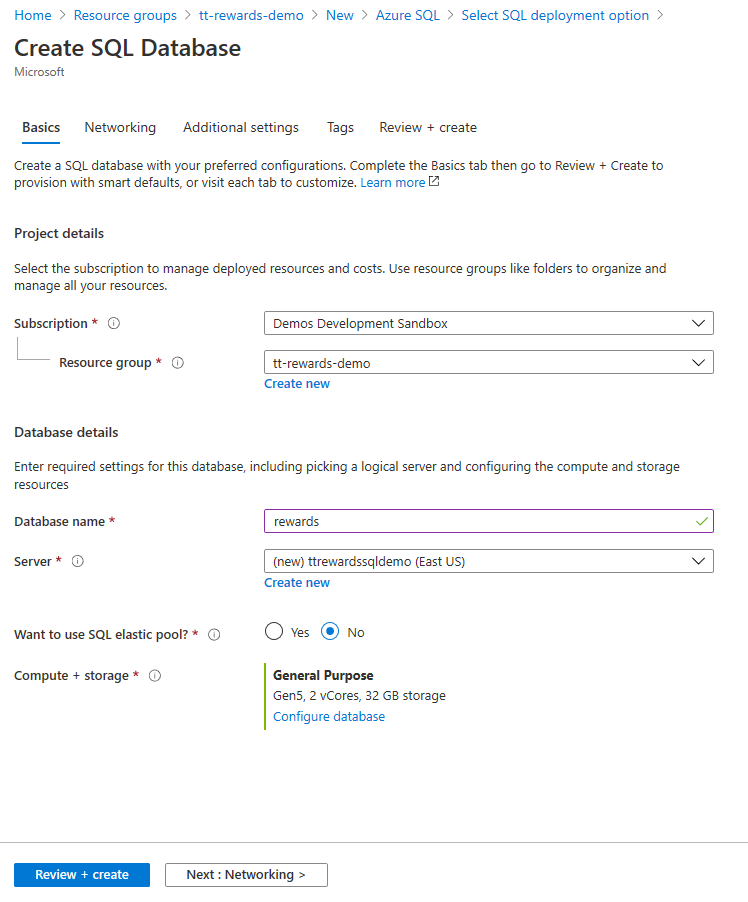 Home > Resource groups > tt-rewards-demo > New > Azure SQL > Select SQL deployment option >
Create SQL Database
Microsoft
Basics Networking Additional settings Tags Review + create
Create a SQL database with your preferred configurations. Complete the Basics tab then go to Review + Create to
provision with smart defaults, or visit each tab to customize. Learn more
Project details
Select the subscription to manage deployed resources and costs. Use resource groups like folders to organize and
manage all your resources.
Subscription * Demos Development Sandbox
Resource group * tt-rewards-demo
Create new
Database details
Enter required settings for this database, including picking a logical server and configuring the compute and storage
resources
Database name * rewards
Server * (new) ttrewardssqldemo (East US)
Create new
Want to use SQL elastic pool? * Yes No
Compute + storage * General Purpose
Gen5, 2 vCores, 32 GB storage
Configure database
Review + create Next : Networking >